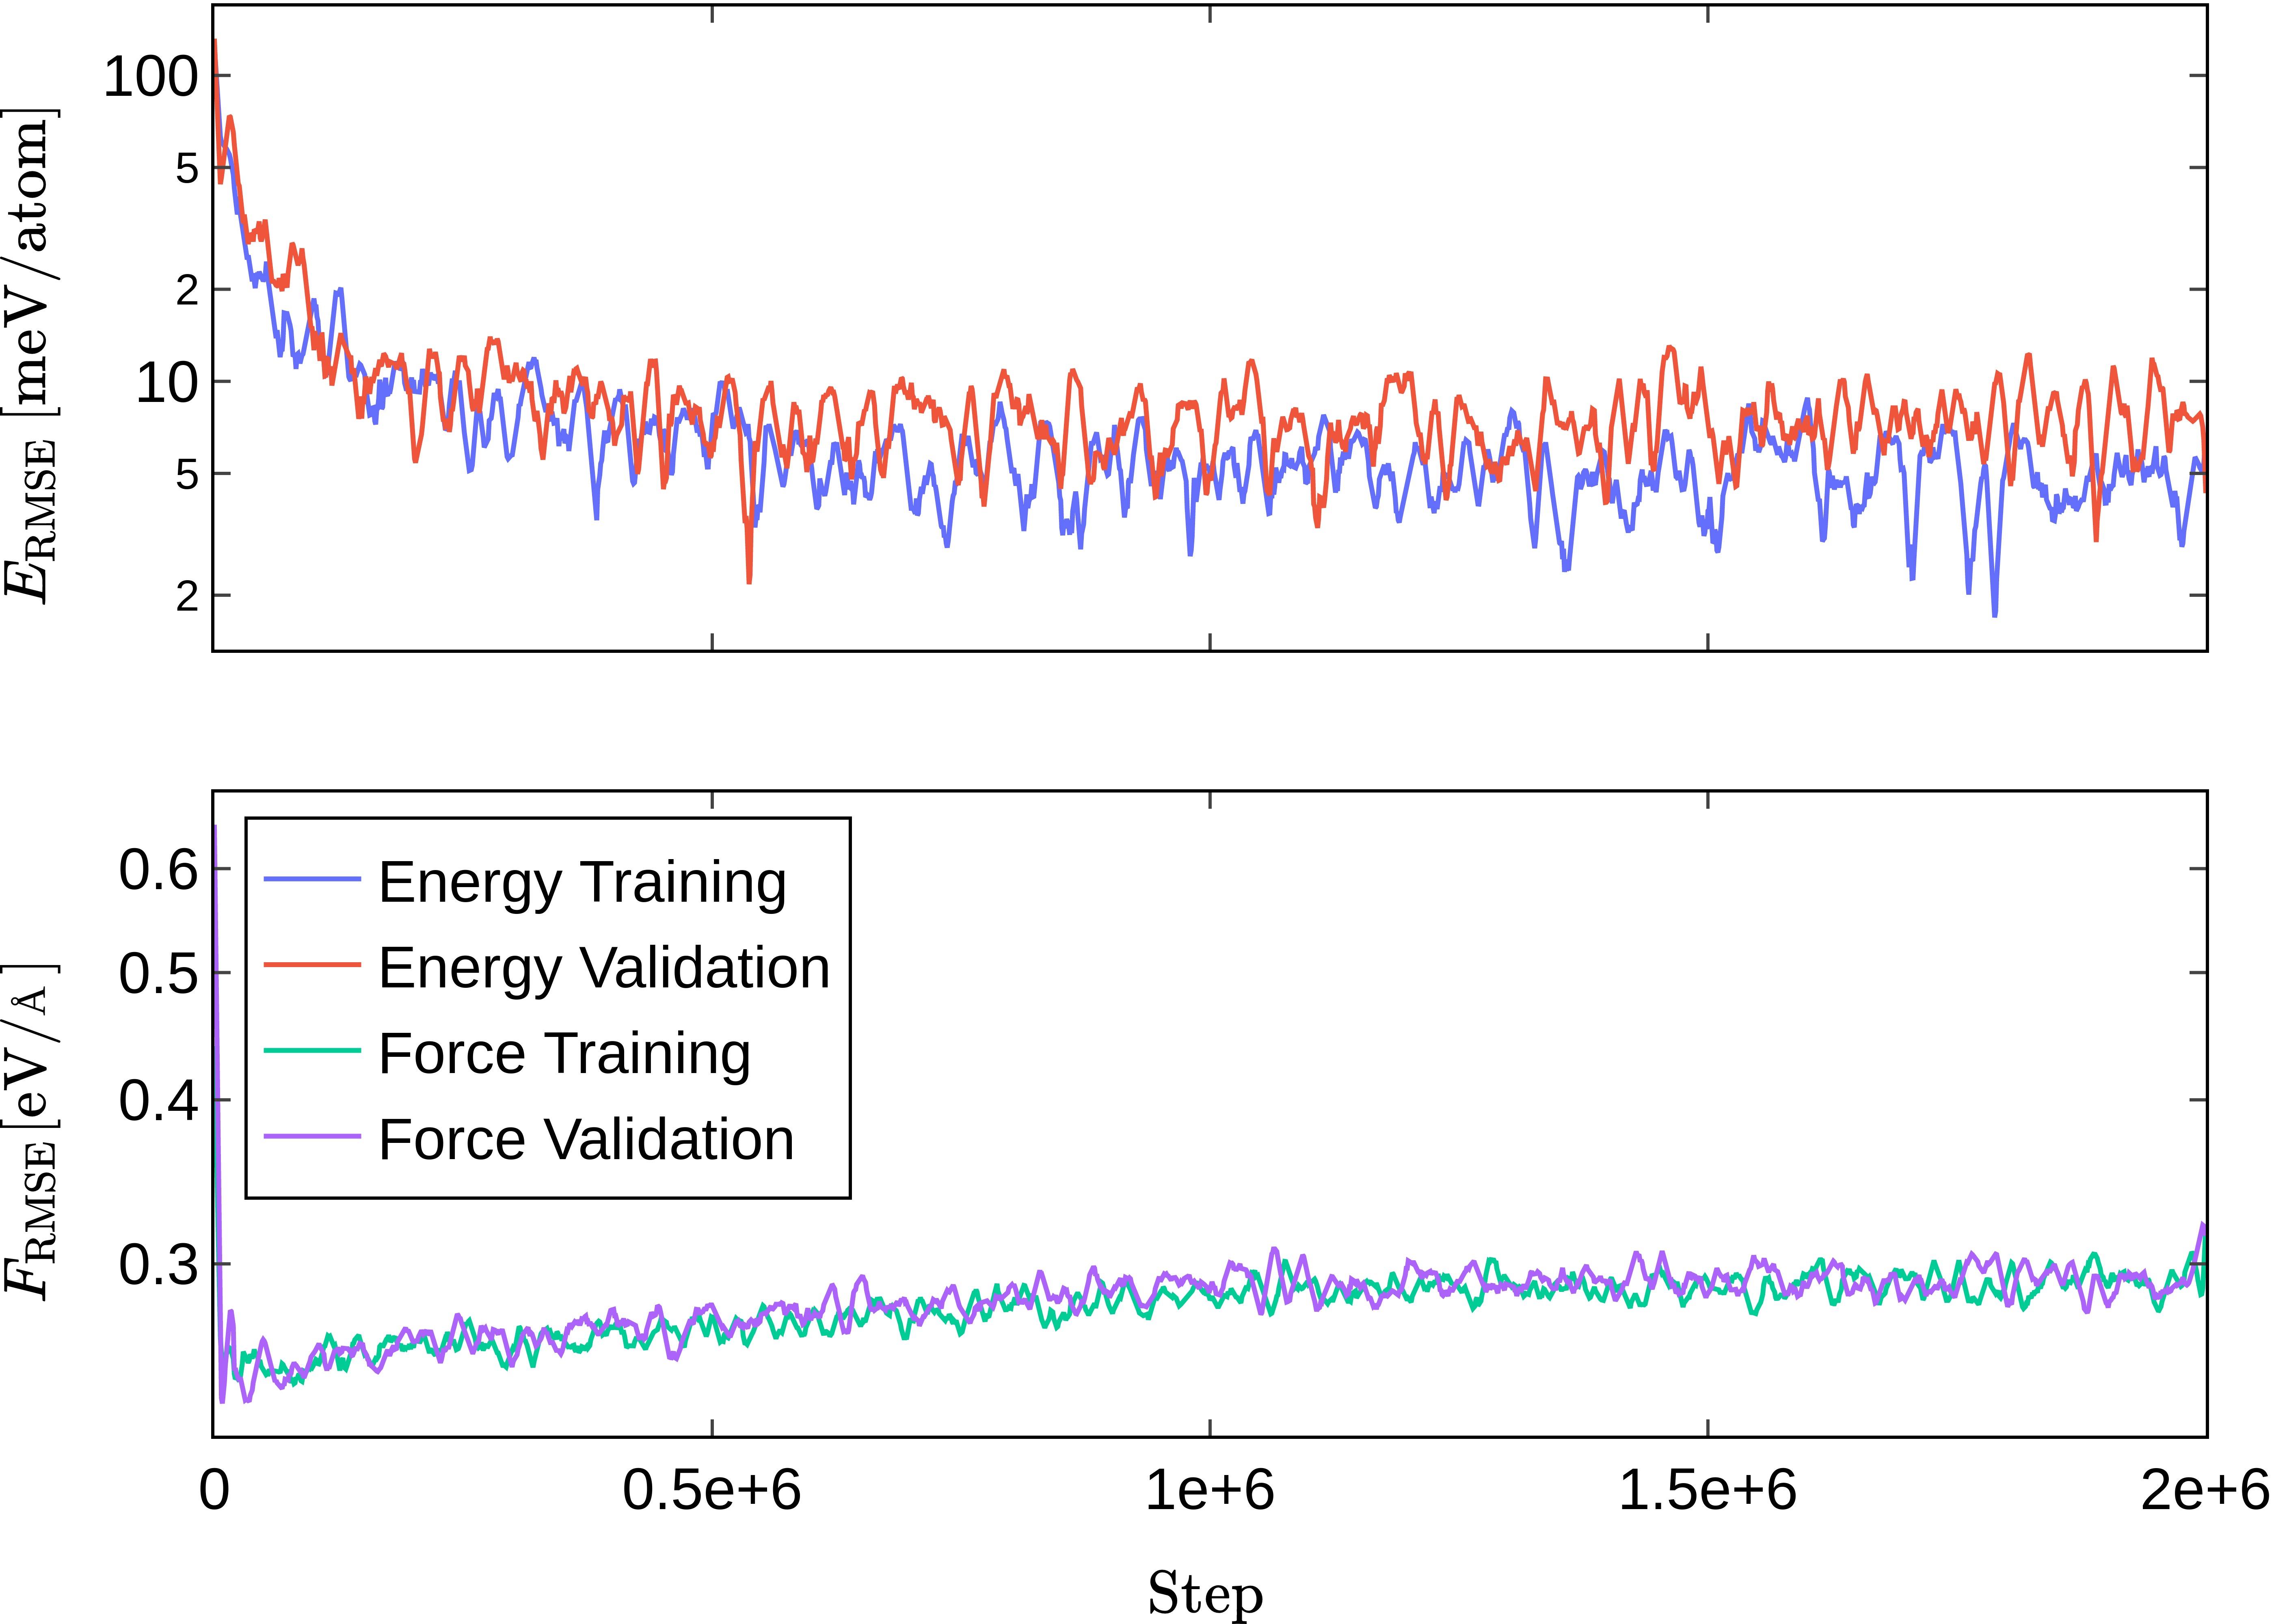 E_RMSE [meV/atom]
100
5
2
10
5
2
F_RMSE [eV/Å]
0.6
0.5
0.4
0.3
Energy Training
Energy Validation
Force Training
Force Validation
0 0.5e+6 1e+6 1.5e+6 2e+6
Step